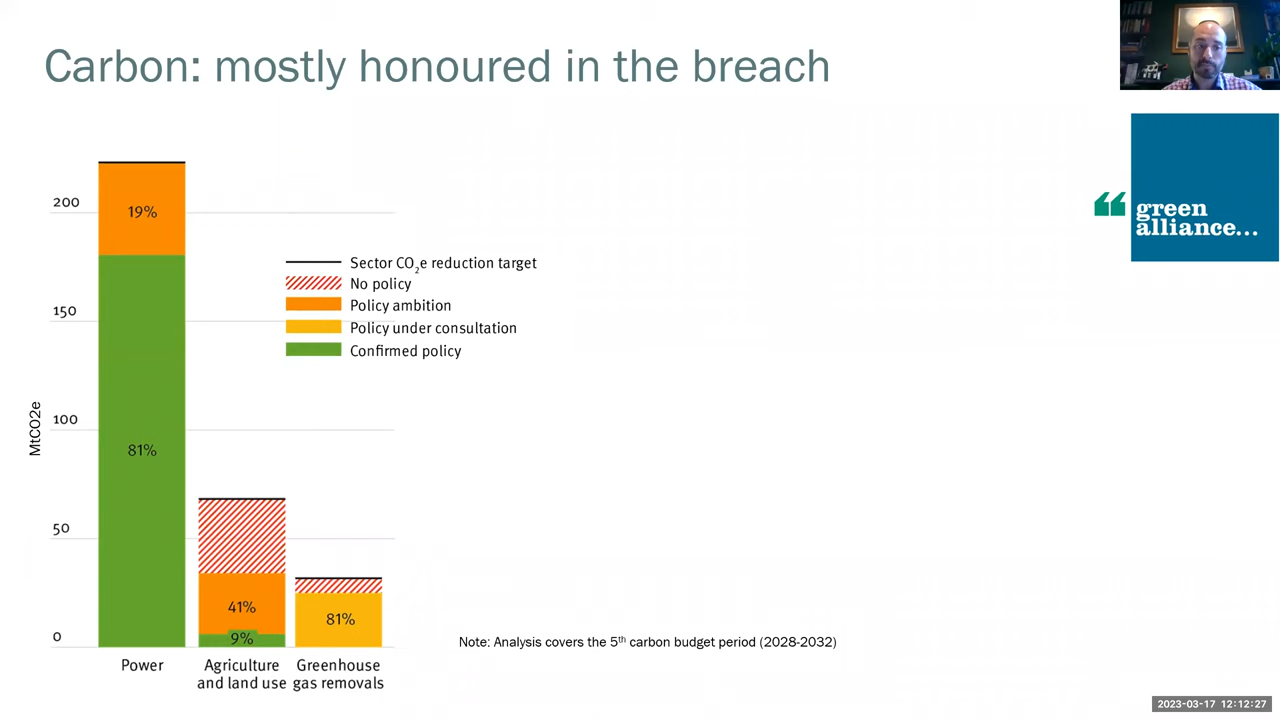 Carbon: mostly honoured in the breach
“ green
alliance...
200
150
100
50
0
MtCO2e
19%
81%
41%
9%
81%
Sector CO₂e reduction target
No policy
Policy ambition
Policy under consultation
Confirmed policy
Power
Agriculture
and land use
Greenhouse
gas removals
Note: Analysis covers the 5ᵗʰ carbon budget period (2028-2032)
2023-03-17 12:12:27